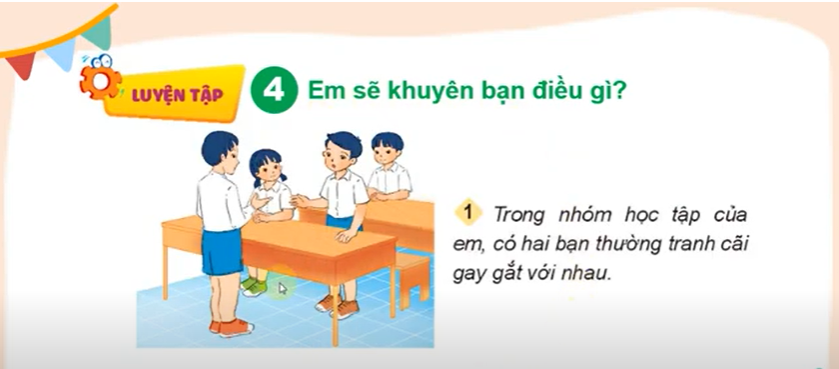 LUYỆN TẬP
4 Em sẽ khuyên bạn điều gì?
1 Trong nhóm học tập của
em, có hai bạn thường tranh cãi
gay gắt với nhau.